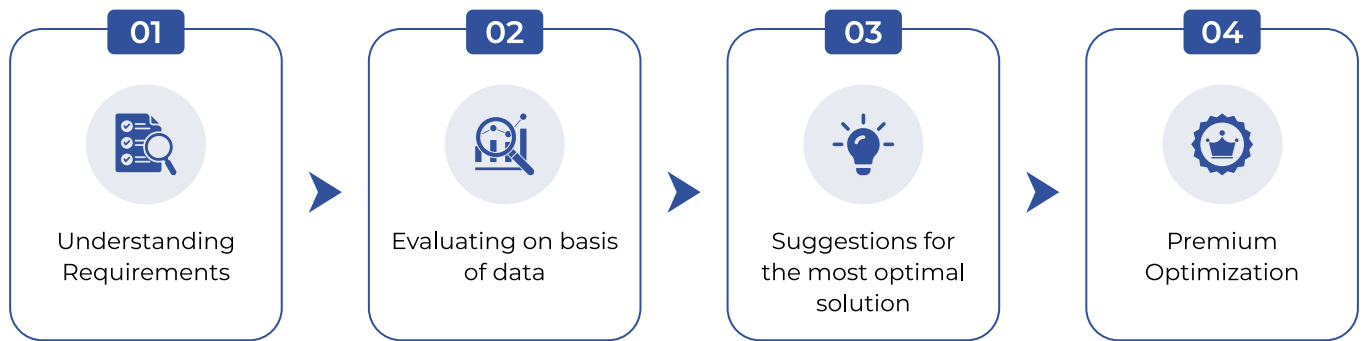 01
Understanding
Requirements
02
Evaluating on basis
of data
03
Suggestions for
the most optimal
solution
04
Premium
Optimization